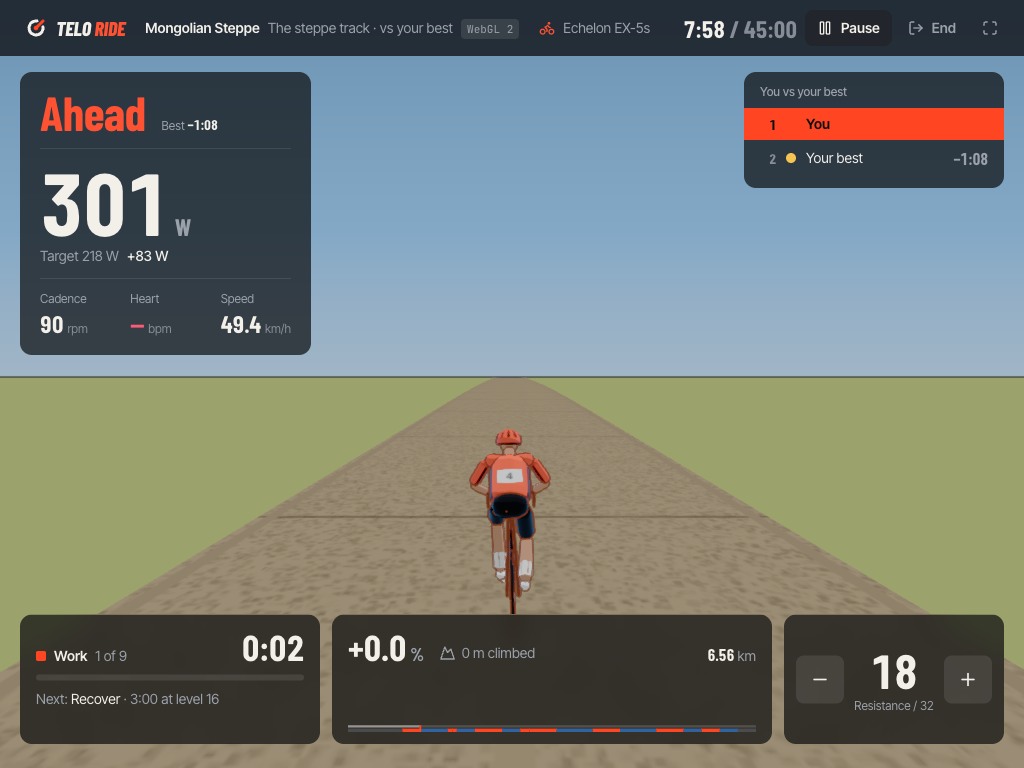 TELO RIDE Mongolian Steppe The steppe track · vs your best WebGL 2 Echelon EX-5s 7:58 / 45:00 Pause End
Ahead Best −1:08
301 W
Target 218 W +83 W
Cadence Heart Speed
90 rpm – bpm 49.4 km/h
You vs your best
1 You
2 Your best −1:08
4
Work 1 of 9 0:02
Next: Recover · 3:00 at level 16
+0.0 % 0 m climbed 6.56 km
− 18 +
Resistance / 32